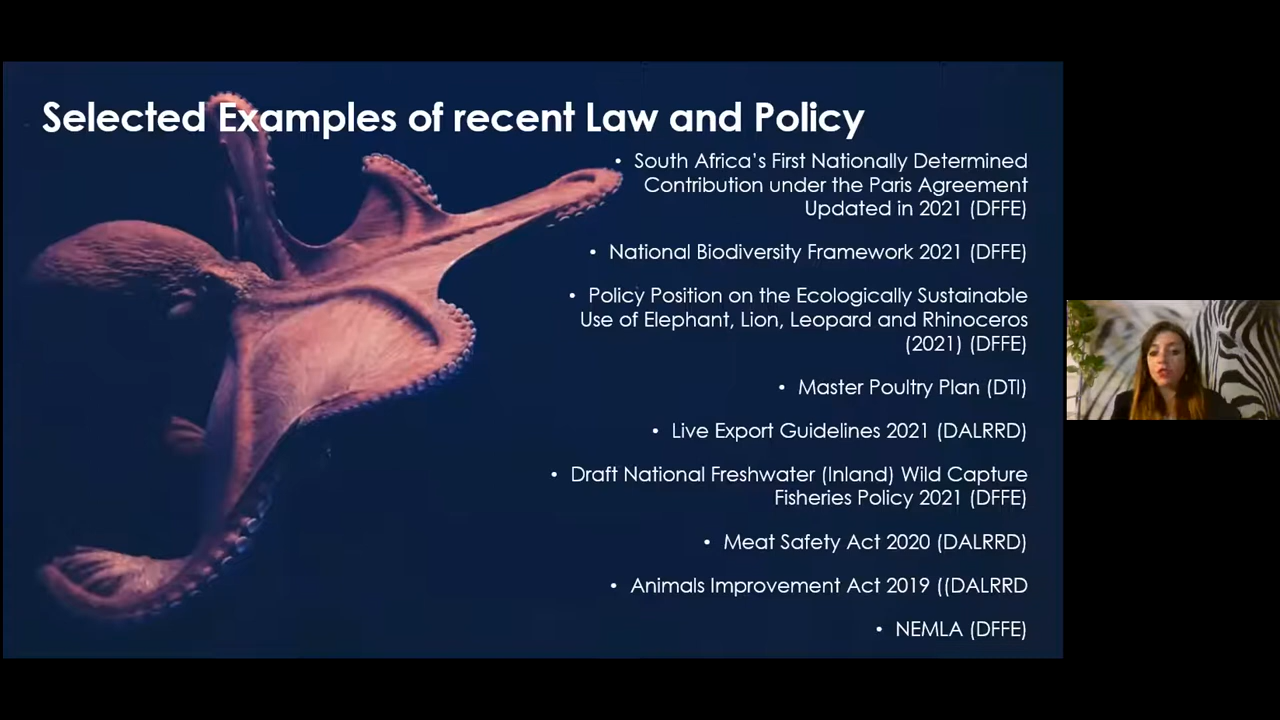 Selected Examples of recent Law and Policy
• South Africa’s First Nationally Determined
Contribution under the Paris Agreement
Updated in 2021 (DFFE)
• National Biodiversity Framework 2021 (DFFE)
• Policy Position on the Ecologically Sustainable
Use of Elephant, Lion, Leopard and Rhinoceros
(2021) (DFFE)
• Master Poultry Plan (DTI)
• Live Export Guidelines 2021 (DALRRD)
• Draft National Freshwater (Inland) Wild Capture
Fisheries Policy 2021 (DFFE)
• Meat Safety Act 2020 (DALRRD)
• Animals Improvement Act 2019 ((DALRRD
• NEMLA (DFFE)